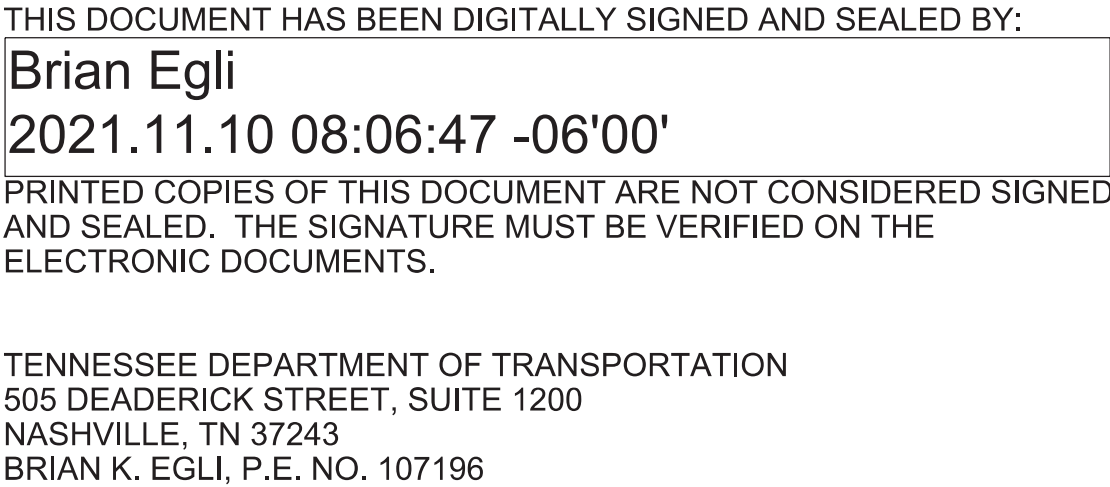 THIS DOCUMENT HAS BEEN DIGITALLY SIGNED AND SEALED BY:
Brian Egli
2021.11.10 08:06:47 -06'00'
PRINTED COPIES OF THIS DOCUMENT ARE NOT CONSIDERED SIGNED
AND SEALED.  THE SIGNATURE MUST BE VERIFIED ON THE
ELECTRONIC DOCUMENTS.
TENNESSEE DEPARTMENT OF TRANSPORTATION
505 DEADERICK STREET, SUITE 1200
NASHVILLE, TN 37243
BRIAN K. EGLI, P.E. NO. 107196